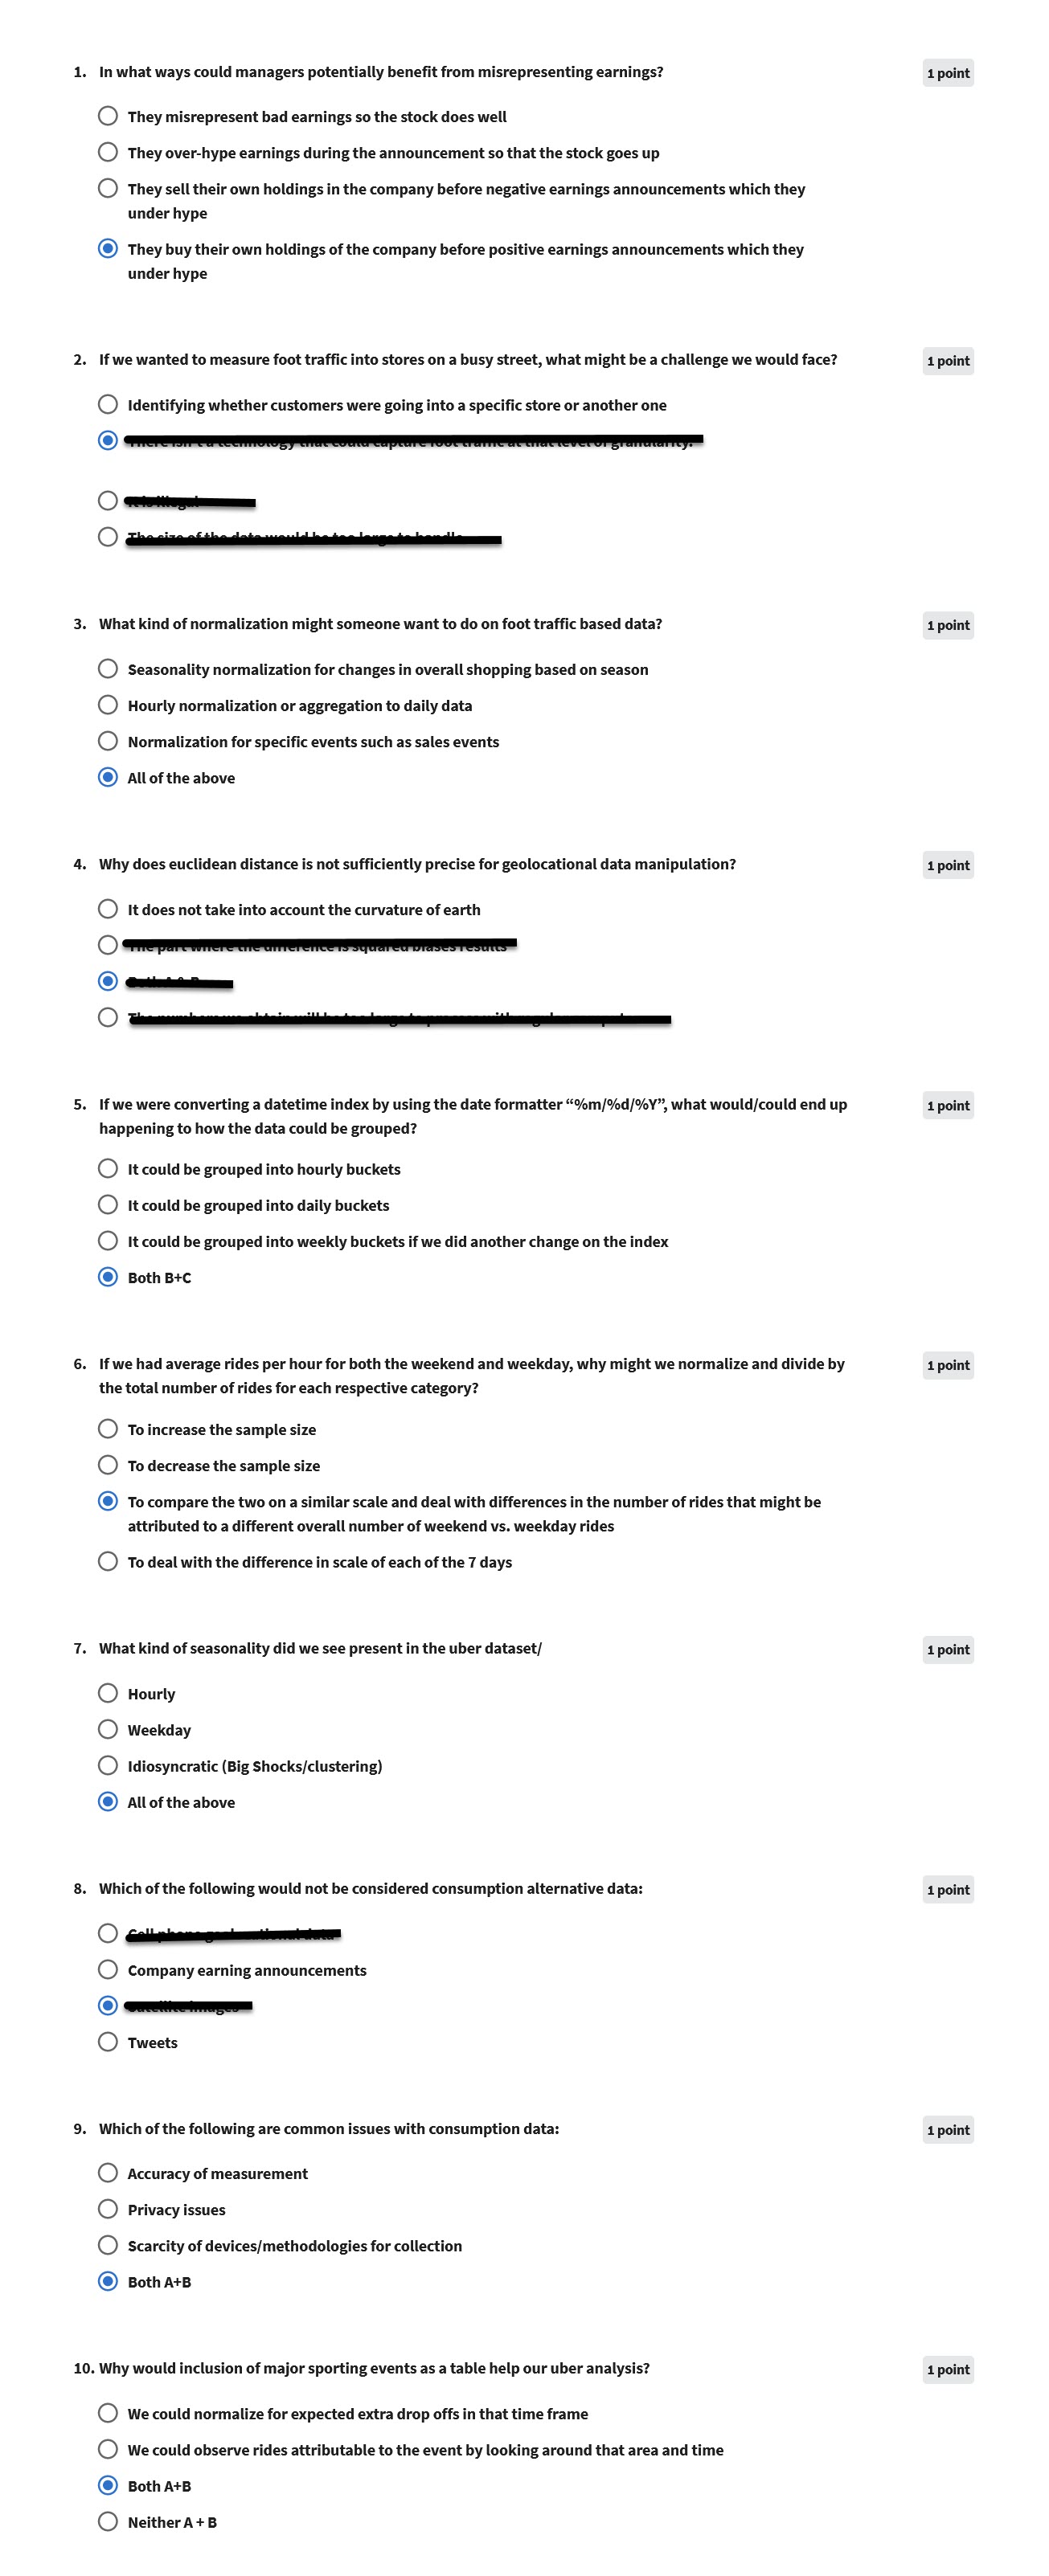 1. In what ways could managers potentially benefit from misrepresenting earnings?
1 point
They misrepresent bad earnings so the stock does well
They over-hype earnings during the announcement so that the stock goes up
They sell their own holdings in the company before negative earnings announcements which they
under hype
They buy their own holdings of the company before positive earnings announcements which they
under hype
2. If we wanted to measure foot traffic into stores on a busy street, what might be a challenge we would face?
1 point
Identifying whether customers were going into a specific store or another one
3. What kind of normalization might someone want to do on foot traffic based data?
1 point
Seasonality normalization for changes in overall shopping based on season
Hourly normalization or aggregation to daily data
Normalization for specific events such as sales events
All of the above
4. Why does euclidean distance is not sufficiently precise for geolocational data manipulation?
1 point
It does not take into account the curvature of earth
5. If we were converting a datetime index by using the date formatter “%m/%d/%Y”, what would/could end up
1 point
happening to how the data could be grouped?
It could be grouped into hourly buckets
It could be grouped into daily buckets
It could be grouped into weekly buckets if we did another change on the index
Both B+C
6. If we had average rides per hour for both the weekend and weekday, why might we normalize and divide by
1 point
the total number of rides for each respective category?
To increase the sample size
To decrease the sample size
To compare the two on a similar scale and deal with differences in the number of rides that might be
attributed to a different overall number of weekend vs. weekday rides
To deal with the difference in scale of each of the 7 days
7. What kind of seasonality did we see present in the uber dataset/
1 point
Hourly
Weekday
Idiosyncratic (Big Shocks/clustering)
All of the above
8. Which of the following would not be considered consumption alternative data:
1 point
Company earning announcements
Tweets
9. Which of the following are common issues with consumption data:
1 point
Accuracy of measurement
Privacy issues
Scarcity of devices/methodologies for collection
Both A+B
10. Why would inclusion of major sporting events as a table help our uber analysis?
1 point
We could normalize for expected extra drop offs in that time frame
We could observe rides attributable to the event by looking around that area and time
Both A+B
Neither A + B